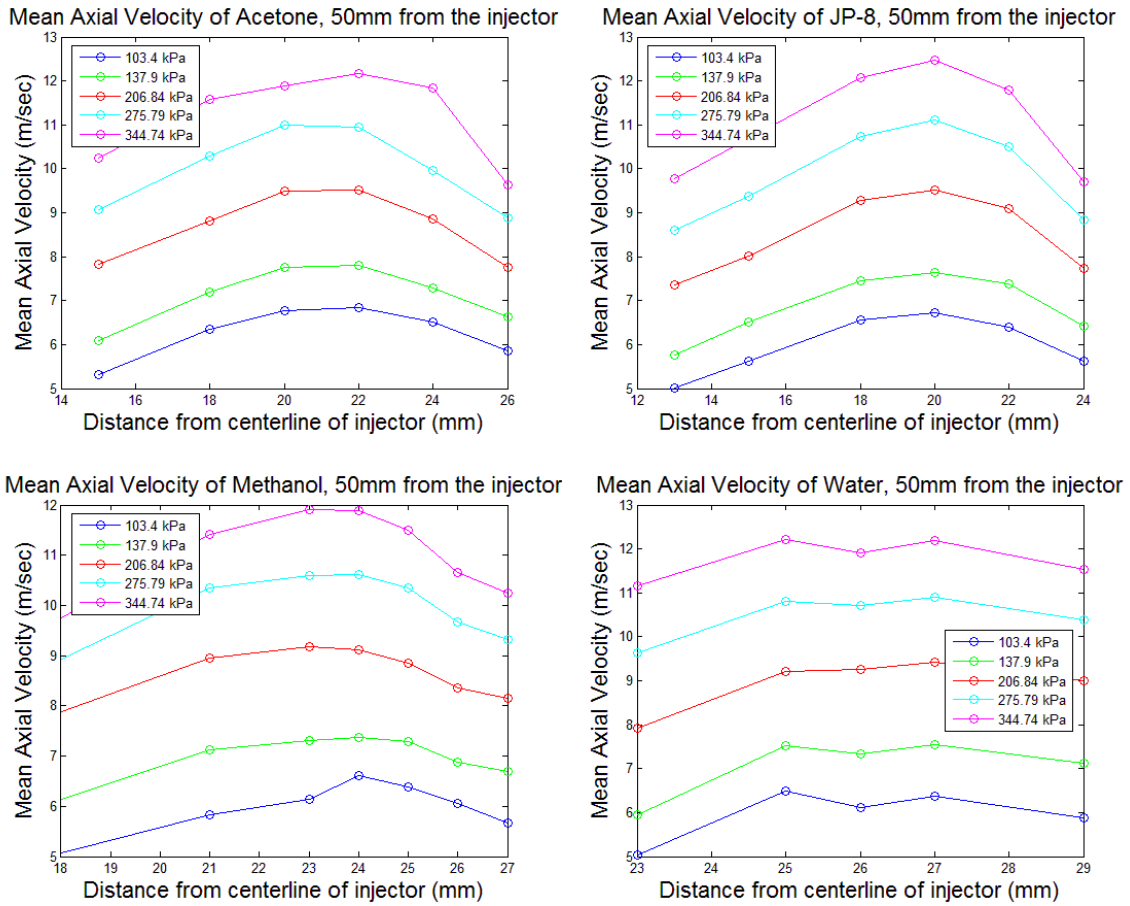 Mean Axial Velocity of Acetone, 50mm from the injector
Mean Axial Velocity (m/sec)
13
12
11
10
9
8
7
6
5
103.4 kPa
137.9 kPa
206.84 kPa
275.79 kPa
344.74 kPa
14 16 18 20 22 24 26
Distance from centerline of injector (mm)
Mean Axial Velocity of JP-8, 50mm from the injector
Mean Axial Velocity (m/sec)
13
12
11
10
9
8
7
6
5
103.4 kPa
137.9 kPa
206.84 kPa
275.79 kPa
344.74 kPa
12 14 16 18 20 22 24
Distance from centerline of injector (mm)
Mean Axial Velocity of Methanol, 50mm from the injector
Mean Axial Velocity (m/sec)
12
11
10
9
8
7
6
5
103.4 kPa
137.9 kPa
206.84 kPa
275.79 kPa
344.74 kPa
18 19 20 21 22 23 24 25 26 27
Distance from centerline of injector (mm)
Mean Axial Velocity of Water, 50mm from the injector
Mean Axial Velocity (m/sec)
13
12
11
10
9
8
7
6
5
103.4 kPa
137.9 kPa
206.84 kPa
275.79 kPa
344.74 kPa
23 24 25 26 27 28 29
Distance from centerline of injector (mm)